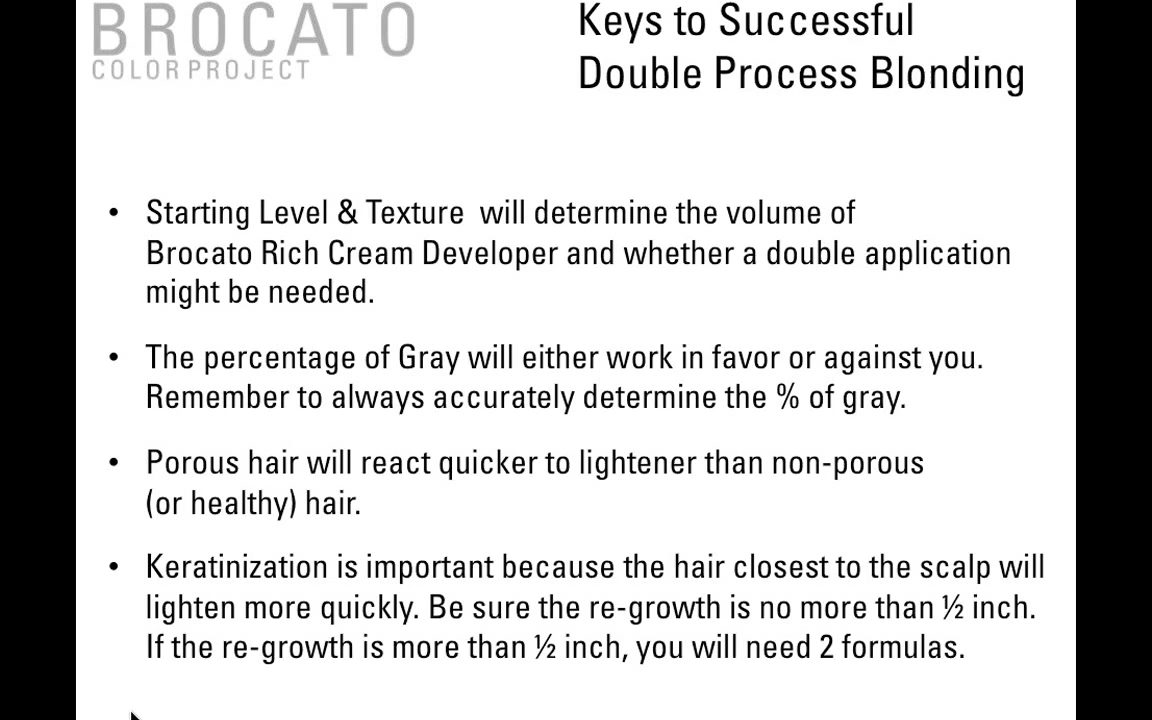 BROCATO
COLOR PROJECT
Keys to Successful
Double Process Blonding
• Starting Level & Texture will determine the volume of
Brocato Rich Cream Developer and whether a double application
might be needed.
• The percentage of Gray will either work in favor or against you.
Remember to always accurately determine the % of gray.
• Porous hair will react quicker to lightener than non-porous
(or healthy) hair.
• Keratinization is important because the hair closest to the scalp will
lighten more quickly. Be sure the re-growth is no more than ½ inch.
If the re-growth is more than ½ inch, you will need 2 formulas.